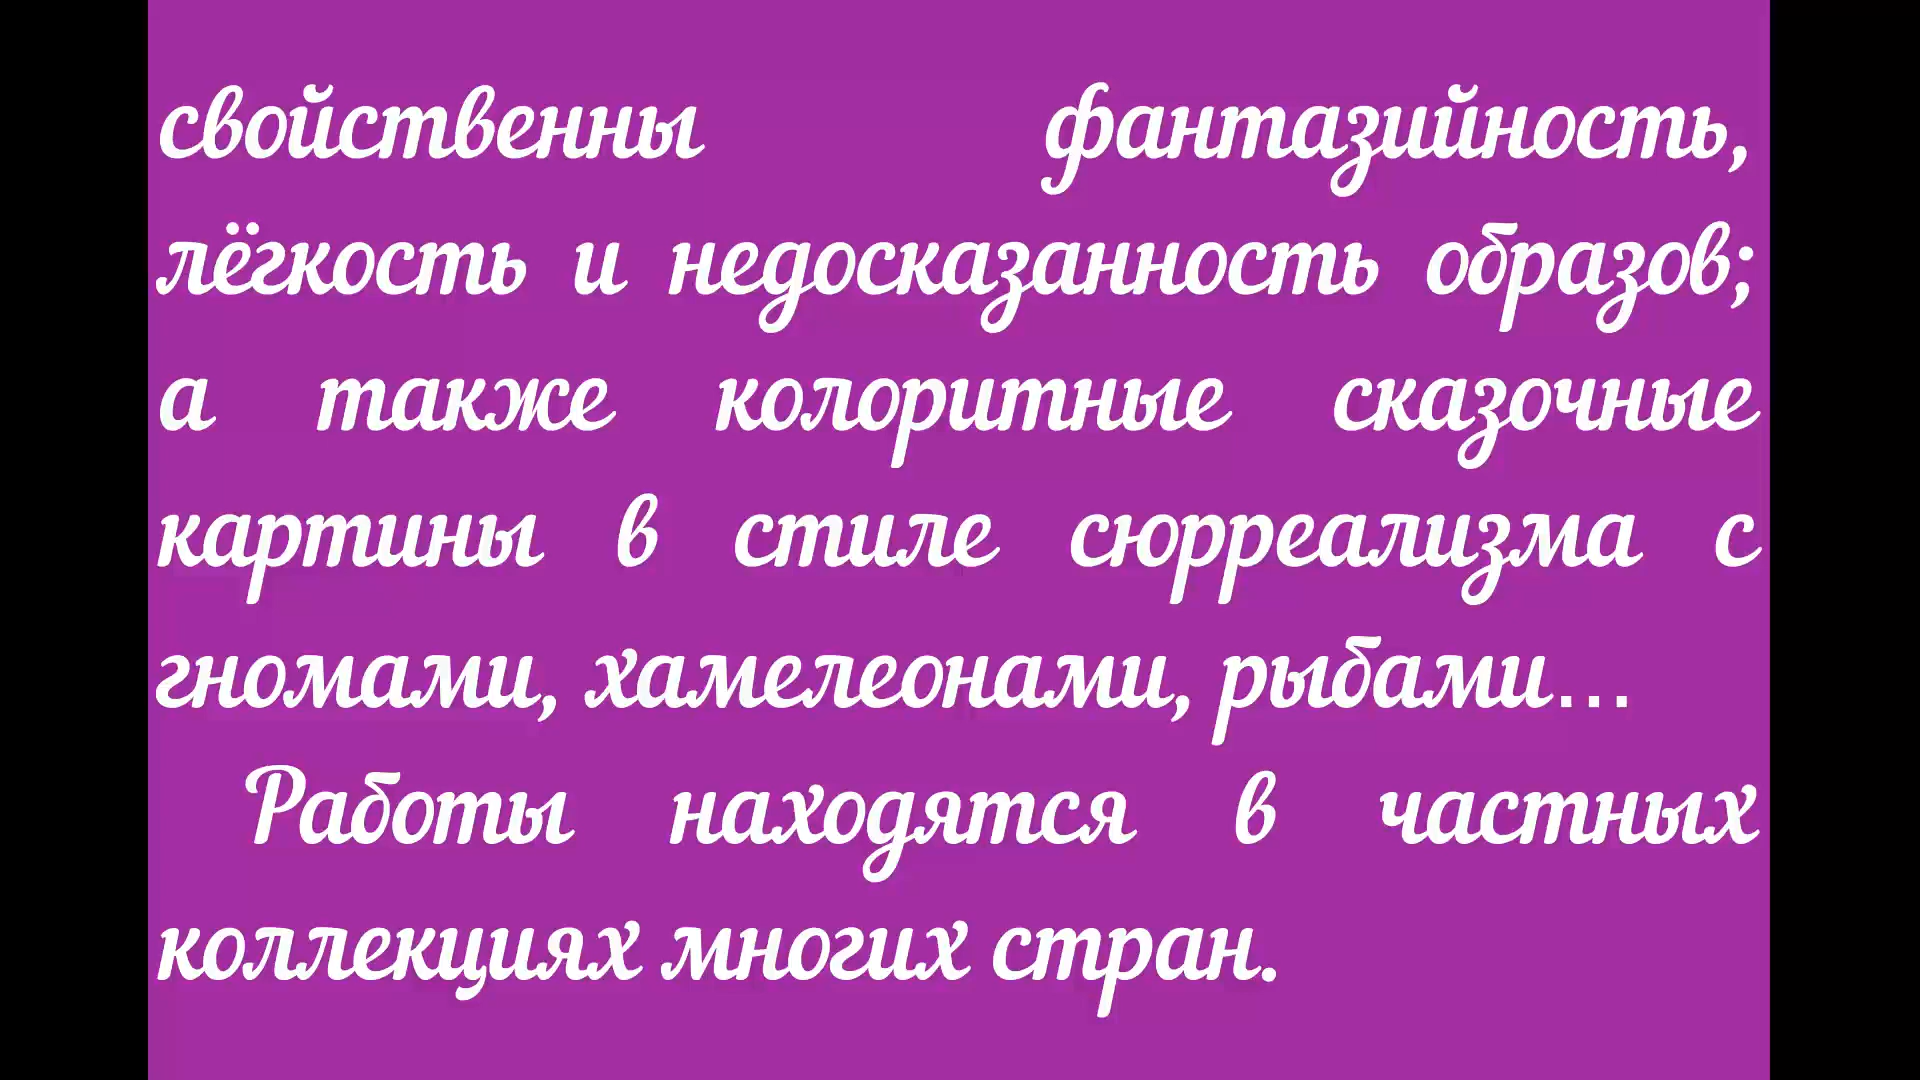 свойственны фантазийность,
лёгкость и недосказанность образов;
а также колоритные сказочные
картины в стиле сюрреализма с
гномами, хамелеонами, рыбами...
Работы находятся в частных
коллекциях многих стран.